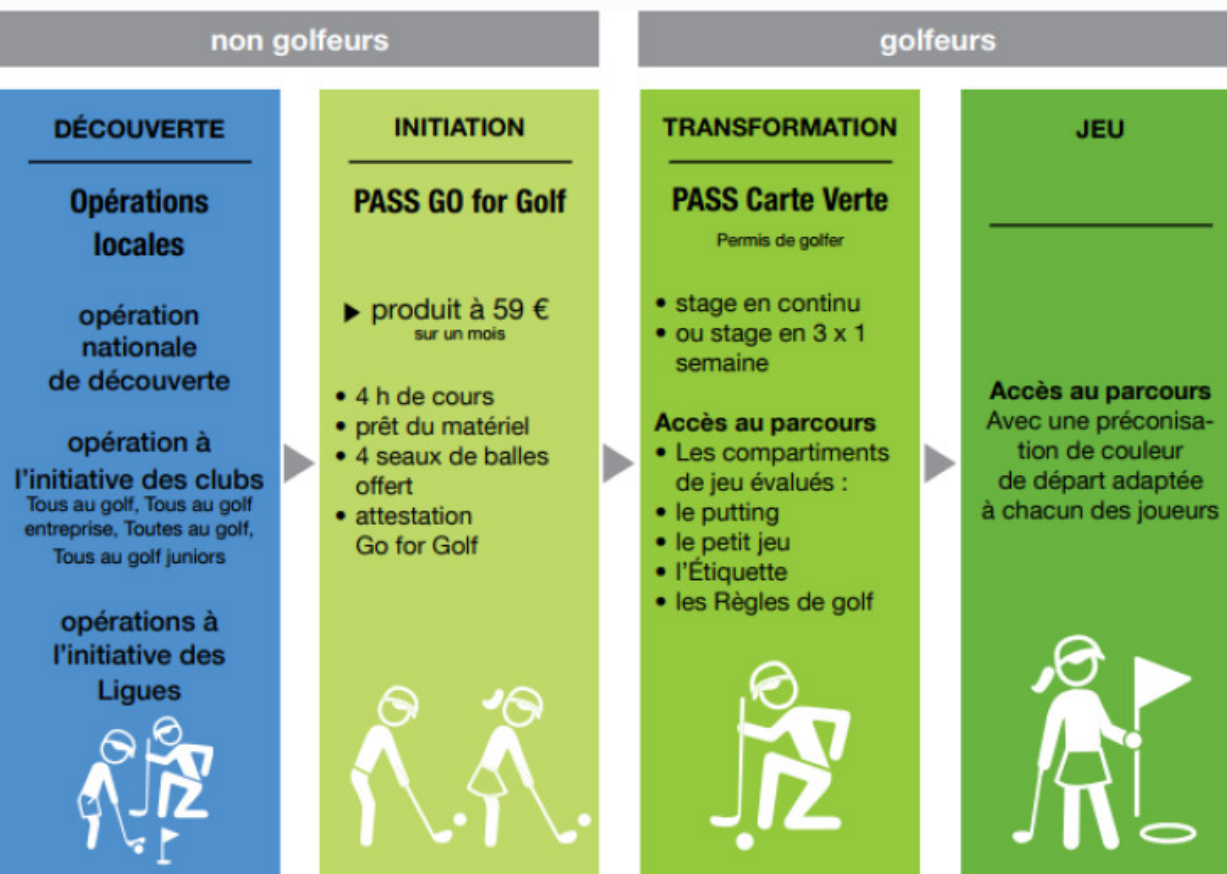 non golfeurs
golfeurs
DÉCOUVERTE
Opérations
locales
opération
nationale
de découverte
opération à
l'initiative des clubs
Tous au golf, Tous au golf
entreprise, Toutes au golf,
Tous au golf juniors
opérations à
l'initiative des
Ligues
INITIATION
PASS GO for Golf
▶ produit à 59 €
sur un mois
• 4 h de cours
• prêt du matériel
• 4 seaux de balles
offert
• attestation
Go for Golf
TRANSFORMATION
PASS Carte Verte
Permis de golfer
• stage en continu
• ou stage en 3 x 1
semaine
Accès au parcours
• Les compartiments
de jeu évalués :
• le putting
• le petit jeu
• l'Étiquette
• les Règles de golf
JEU
Accès au parcours
Avec une préconisa-
tion de couleur
de départ adaptée
à chacun des joueurs